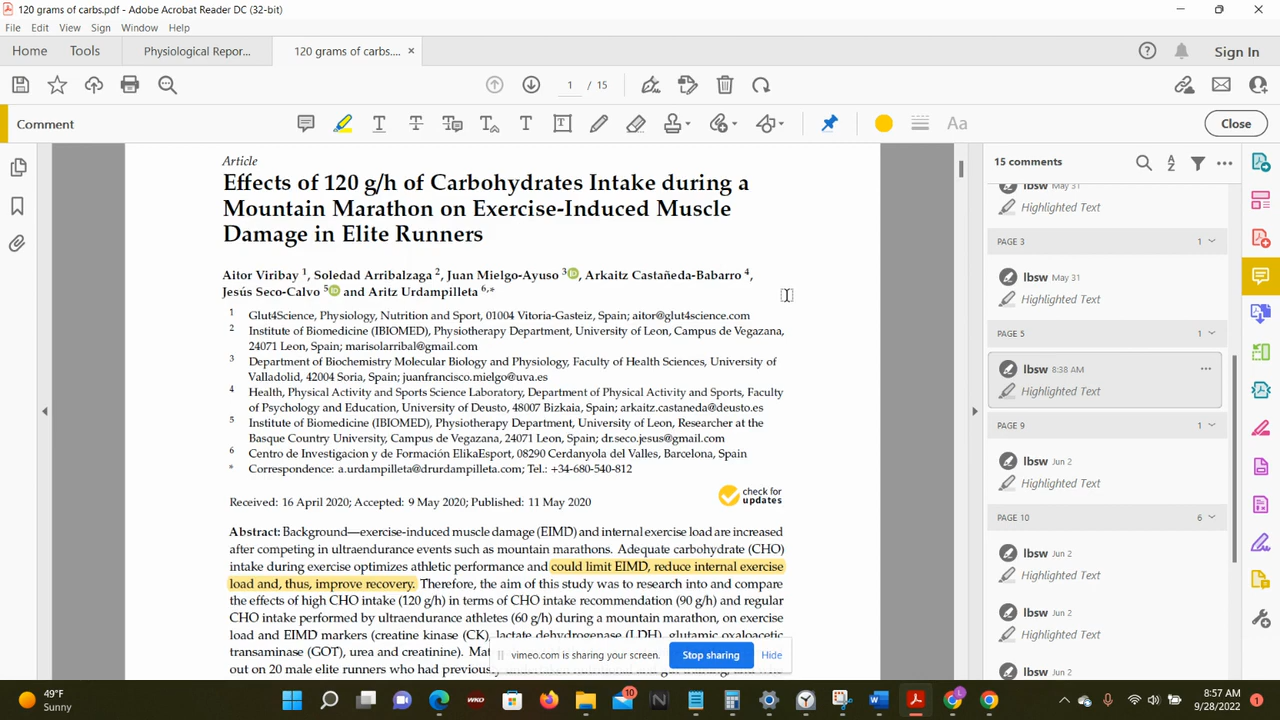 120 grams of carbs.pdf - Adobe Acrobat Reader DC (32-bit)
File Edit View Sign Window Help
Home Tools Physiological Repor... 120 grams of carbs.... × Sign In
1 / 15
Comment Aa Close
15 comments
lbsw May 31
Highlighted Text
PAGE 3 1
lbsw May 31
Highlighted Text
PAGE 5 1
lbsw 8:38 AM
Highlighted Text
PAGE 9 1
lbsw Jun 2
Highlighted Text
PAGE 10 6
lbsw Jun 2
Highlighted Text
lbsw Jun 2
Highlighted Text
lbsw Jun 2
Article
Effects of 120 g/h of Carbohydrates Intake during a
Mountain Marathon on Exercise-Induced Muscle
Damage in Elite Runners
Aitor Viribay 1, Soledad Arribalzaga 2, Juan Mielgo-Ayuso 3 iD, Arkaitz Castañeda-Babarro 4,
Jesús Seco-Calvo 5 iD and Aritz Urdampilleta 6,*
1 Glut4Science, Physiology, Nutrition and Sport, 01004 Vitoria-Gasteiz, Spain; aitor@glut4science.com
2 Institute of Biomedicine (IBIOMED), Physiotherapy Department, University of Leon, Campus de Vegazana,
24071 Leon, Spain; marisolarribal@gmail.com
3 Department of Biochemistry Molecular Biology and Physiology, Faculty of Health Sciences, University of
Valladolid, 42004 Soria, Spain; juanfrancisco.mielgo@uva.es
4 Health, Physical Activity and Sports Science Laboratory, Department of Physical Activity and Sports, Faculty
of Psychology and Education, University of Deusto, 48007 Bizkaia, Spain; arkaitz.castaneda@deusto.es
5 Institute of Biomedicine (IBIOMED), Physiotherapy Department, University of Leon, Researcher at the
Basque Country University, Campus de Vegazana, 24071 Leon, Spain; dr.seco.jesus@gmail.com
6 Centro de Investigacion y de Formación ElikaEsport, 08290 Cerdanyola del Valles, Barcelona, Spain
* Correspondence: a.urdampilleta@drurdampilleta.com; Tel.: +34-680-540-812
Received: 16 April 2020; Accepted: 9 May 2020; Published: 11 May 2020
check for
updates
Abstract: Background—exercise-induced muscle damage (EIMD) and internal exercise load are increased
after competing in ultraendurance events such as mountain marathons. Adequate carbohydrate (CHO)
intake during exercise optimizes athletic performance and could limit EIMD, reduce internal exercise
load and, thus, improve recovery. Therefore, the aim of this study was to research into and compare
the effects of high CHO intake (120 g/h) in terms of CHO intake recommendation (90 g/h) and regular
CHO intake performed by ultraendurance athletes (60 g/h) during a mountain marathon, on exercise
load and EIMD markers (creatine kinase (CK), lactate dehydrogenase (LDH), glutamic oxaloacetic
transaminase (GOT), urea and creatinine). Mat
out on 20 male elite runners who had previously
vimeo.com is sharing your screen. Stop sharing Hide
49°F
Sunny
10
8:57 AM
9/28/2022
1